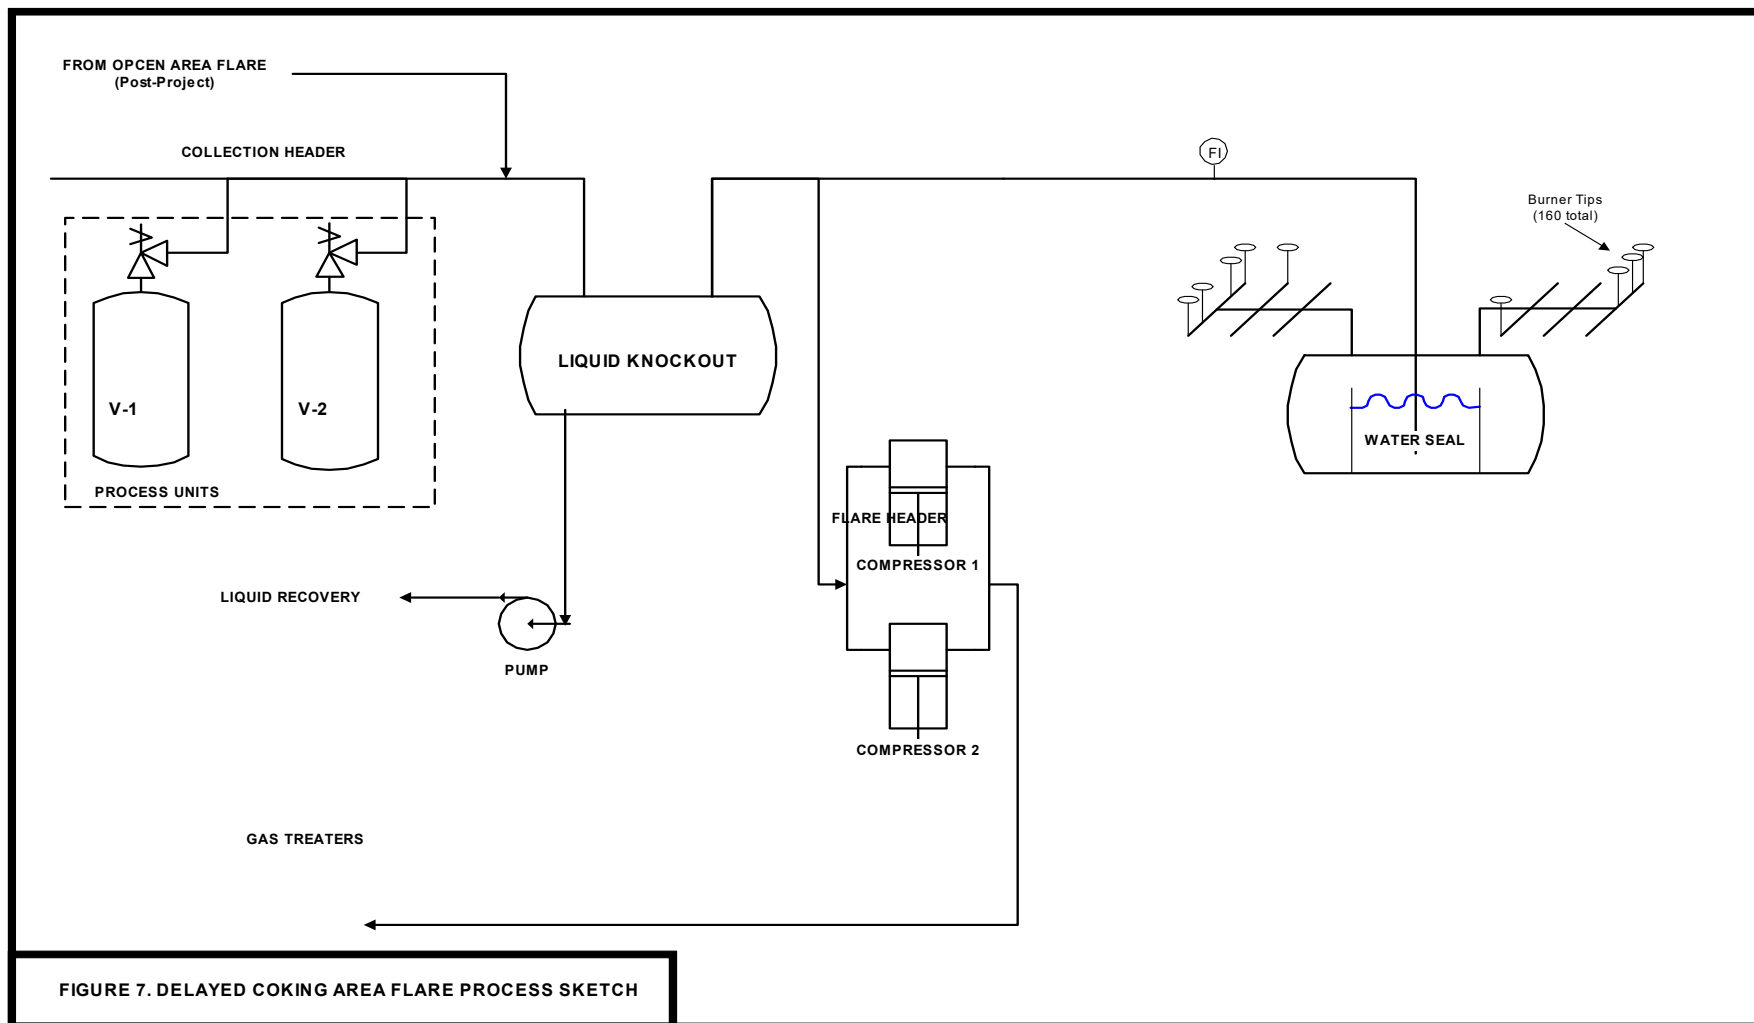 FROM OPCEN AREA FLARE
(Post-Project)
COLLECTION HEADER
FI
Burner Tips
(160 total)
LIQUID KNOCKOUT
V-1
V-2
WATER SEAL
PROCESS UNITS
FLARE HEADER
COMPRESSOR 1
LIQUID RECOVERY
PUMP
COMPRESSOR 2
GAS TREATERS
FIGURE 7. DELAYED COKING AREA FLARE PROCESS SKETCH